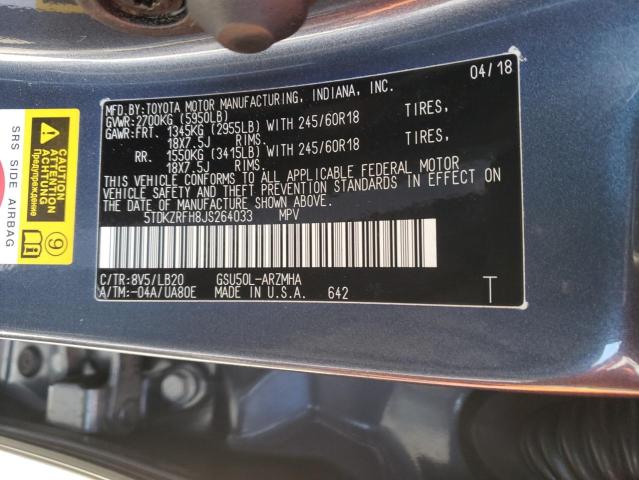 MFD.BY:TOYOTA MOTOR MANUFACTURING, INDIANA, INC. 04/18
GVWR:2700KG (5950LB)
GAWR:FRT. 1345KG (2955LB) WITH 245/60R18 TIRES,
18X7.5J RIMS.
RR. 1550KG (3415LB) WITH 245/60R18 TIRES,
18X7.5J RIMS.
THIS VEHICLE CONFORMS TO ALL APPLICABLE FEDERAL MOTOR
VEHICLE SAFETY AND THEFT PREVENTION STANDARDS IN EFFECT ON
THE DATE OF MANUFACTURE SHOWN ABOVE.
5TDKZRFH8JS264033 MPV
C/TR:8V5/LB20 GSU50L-ARZMHA
A/TM:-04A/UA80E MADE IN U.S.A. 642 T
SRS SIDE AIRBAG
CAUTION
ATTENTION
ACHTUNG
Предупреждение
9